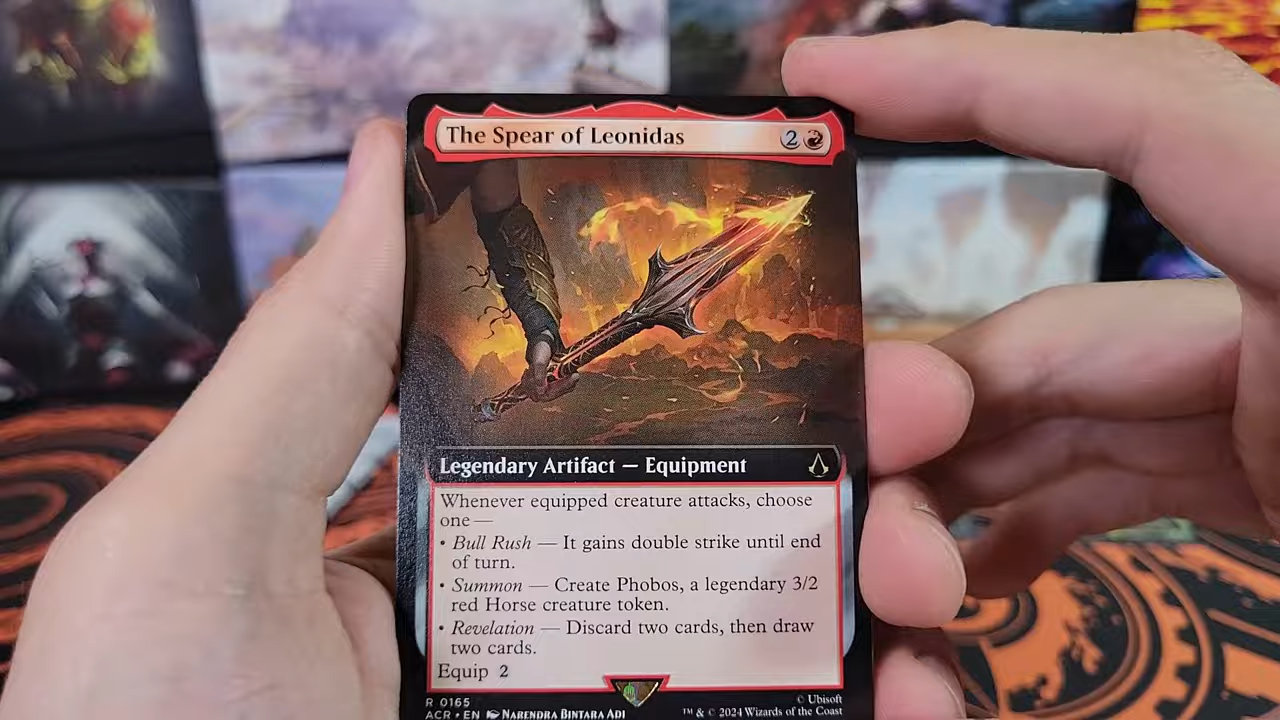 The Spear of Leonidas 2
Legendary Artifact — Equipment
Whenever equipped creature attacks, choose
one —
• Bull Rush — It gains double strike until end
of turn.
• Summon — Create Phobos, a legendary 3/2
red Horse creature token.
• Revelation — Discard two cards, then draw
two cards.
Equip 2
R 0165
© Ubisoft
ACR • EN NARENDRA BINTARA ADI
™ & © 2024 Wizards of the Coast